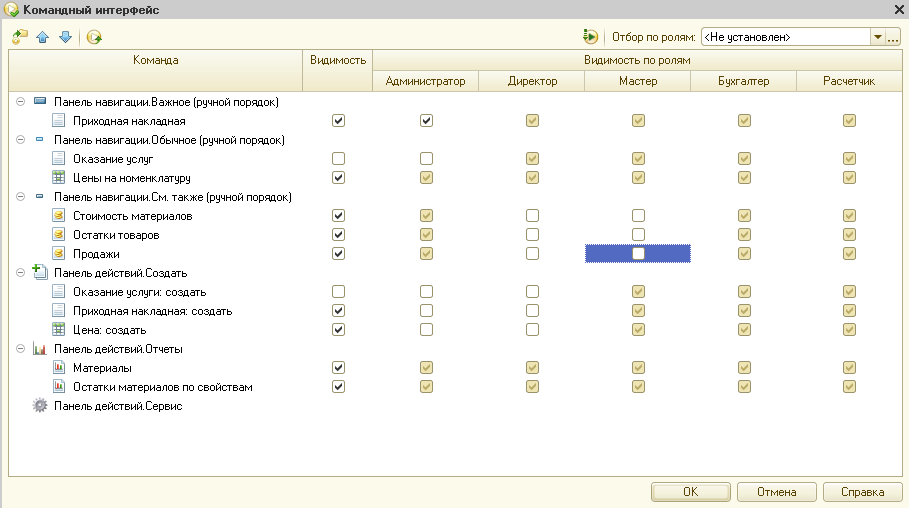 Командный интерфейс
Отбор по ролям: <Не установлен>
Команда Видимость Видимость по ролям
Администратор Директор Мастер Бухгалтер Расчетчик
Панель навигации.Важное (ручной порядок)
Приходная накладная
Панель навигации.Обычное (ручной порядок)
Оказание услуг
Цены на номенклатуру
Панель навигации.См. также (ручной порядок)
Стоимость материалов
Остатки товаров
Продажи
Панель действий.Создать
Оказание услуги: создать
Приходная накладная: создать
Цена: создать
Панель действий.Отчеты
Материалы
Остатки материалов по свойствам
Панель действий.Сервис
OK Отмена Справка